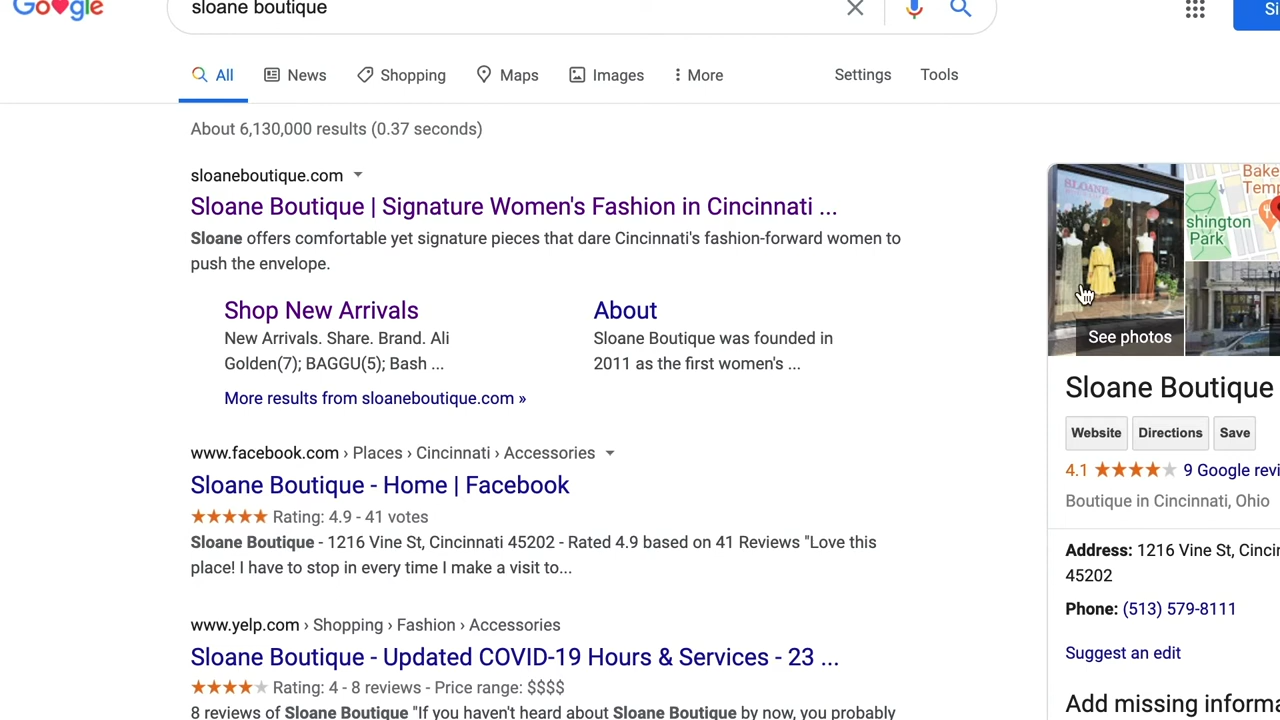 Google
sloane boutique
All
News
Shopping
Maps
Images
More
Settings
Tools
About 6,130,000 results (0.37 seconds)
sloaneboutique.com
Sloane Boutique | Signature Women's Fashion in Cincinnati ...
Sloane offers comfortable yet signature pieces that dare Cincinnati's fashion-forward women to
push the envelope.
Shop New Arrivals
New Arrivals. Share. Brand. Ali
Golden(7); BAGGU(5); Bash ...
About
Sloane Boutique was founded in
2011 as the first women's ...
More results from sloaneboutique.com »
www.facebook.com › Places › Cincinnati › Accessories
Sloane Boutique - Home | Facebook
Rating: 4.9 - 41 votes
Sloane Boutique - 1216 Vine St, Cincinnati 45202 - Rated 4.9 based on 41 Reviews "Love this
place! I have to stop in every time I make a visit to...
www.yelp.com › Shopping › Fashion › Accessories
Sloane Boutique - Updated COVID-19 Hours & Services - 23 ...
Rating: 4 - 8 reviews - Price range: $$$$
8 reviews of Sloane Boutique "If you haven't heard about Sloane Boutique by now, you probably
SLOANE
See photos
Bake
Temp
shington
Park
Sloane Boutique
Website
Directions
Save
4.1
9 Google revi
Boutique in Cincinnati, Ohio
Address: 1216 Vine St, Cincin
45202
Phone: (513) 579-8111
Suggest an edit
Add missing informa